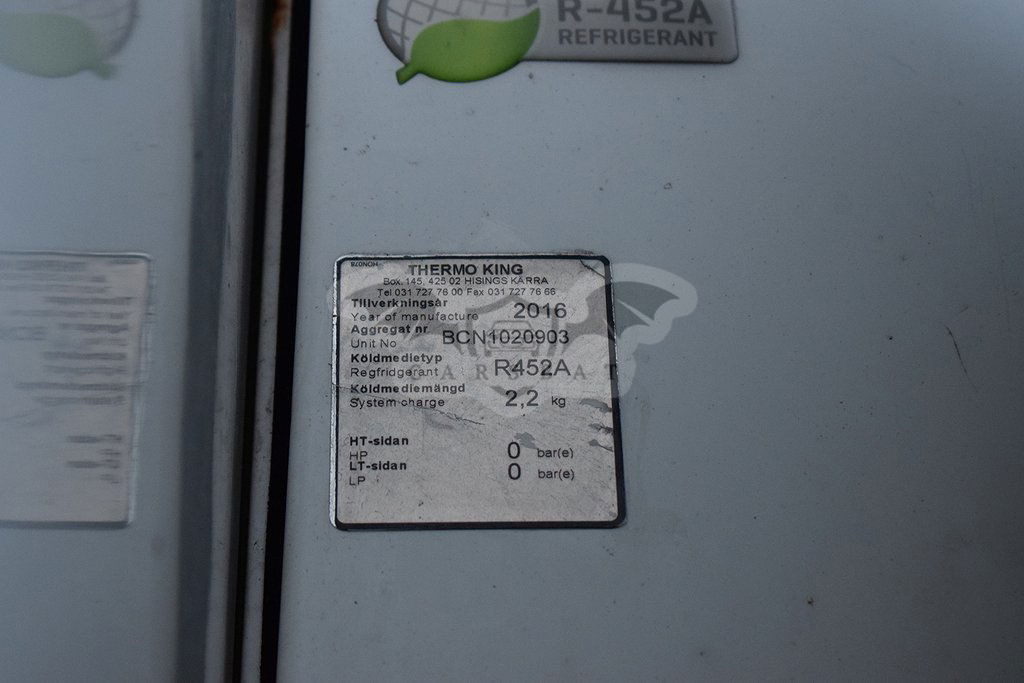 R-452A
REFRIGERANT
THERMO KING
Box. 145, 425 02 HISINGS KÄRRA
Tel 031 727 76 00 Fax 031 727 76 66
Tillverkningsår
Year of manufacture 2016
Aggregat nr
Unit No BCN1020903
Köldmedietyp
Regfridgerant R452A
Köldmediemängd
System charge 2,2 kg
HT-sidan
HP 0 bar(e)
LT-sidan
LP 0 bar(e)
CARSBAT